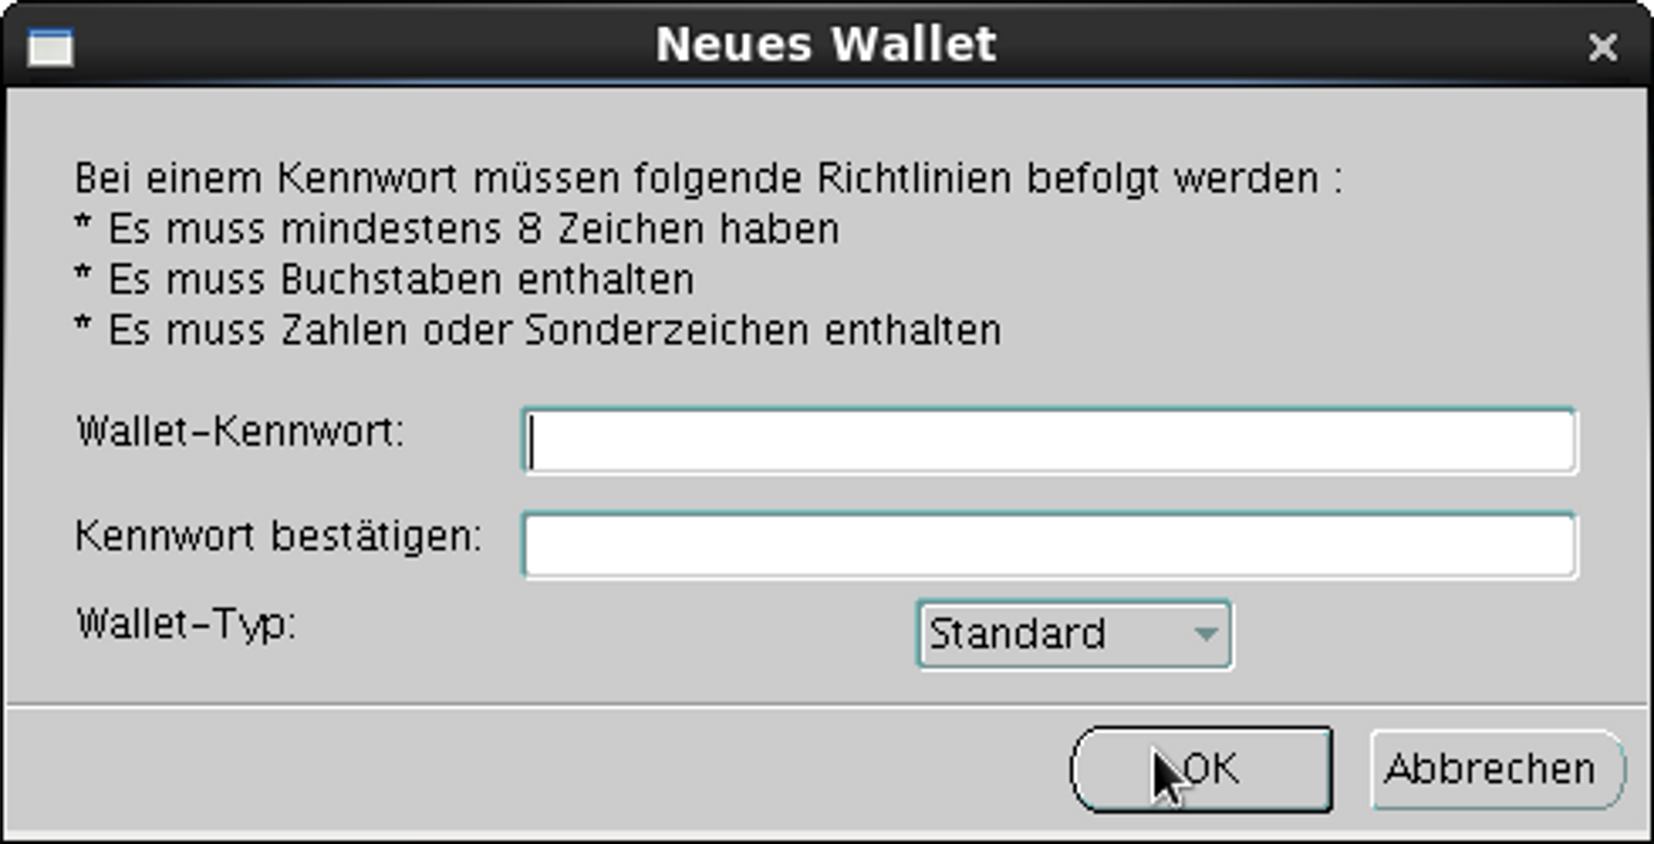 Neues Wallet
Bei einem Kennwort müssen folgende Richtlinien befolgt werden :
* Es muss mindestens 8 Zeichen haben
* Es muss Buchstaben enthalten
* Es muss Zahlen oder Sonderzeichen enthalten
Wallet-Kennwort:
Kennwort bestätigen:
Wallet-Typ: Standard
OK Abbrechen